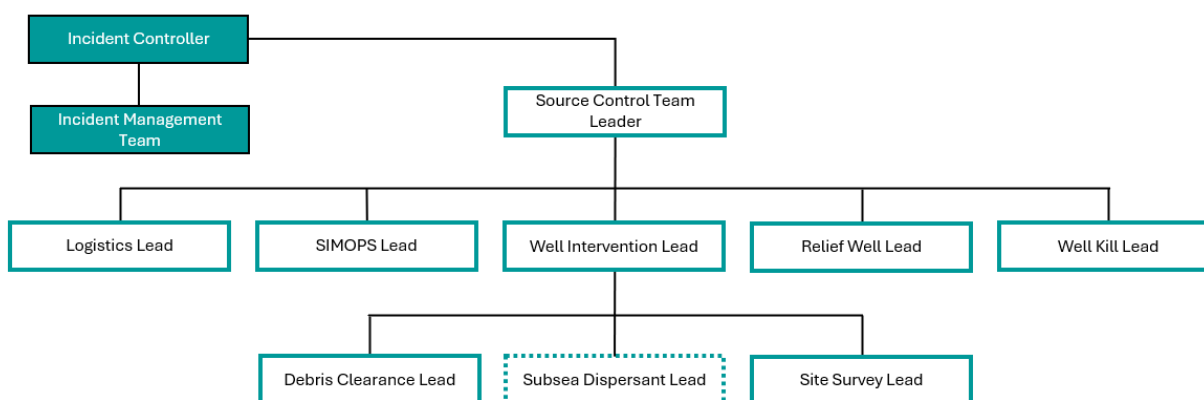 Incident Controller
Incident Management
Team
Source Control Team
Leader
Logistics Lead
SIMOPS Lead
Well Intervention Lead
Relief Well Lead
Well Kill Lead
Debris Clearance Lead
Subsea Dispersant Lead
Site Survey Lead